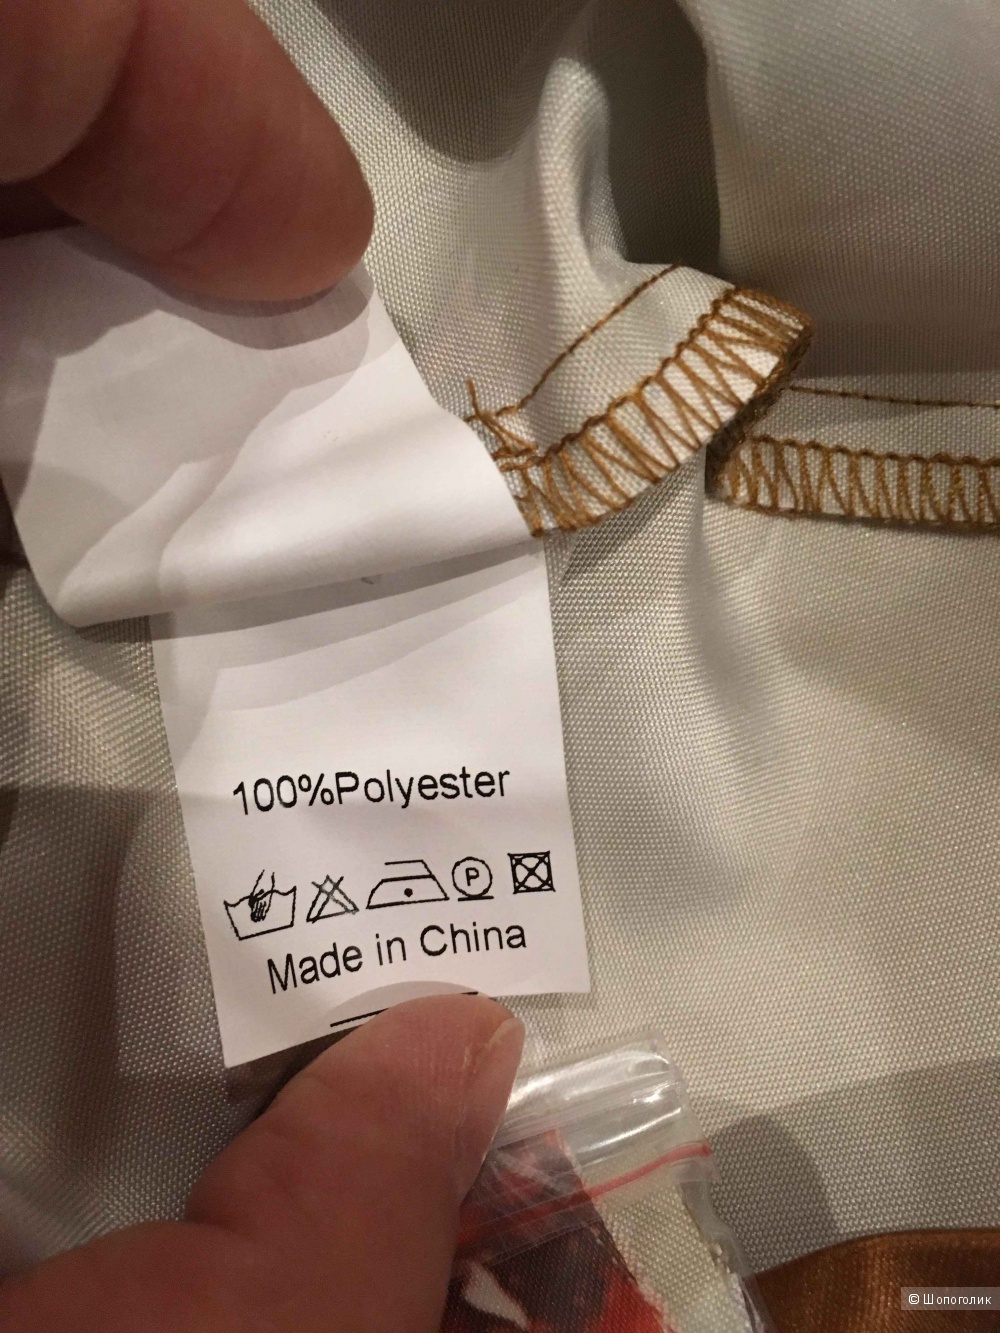 100%Polyester
P
Made in China
© Шопоголик